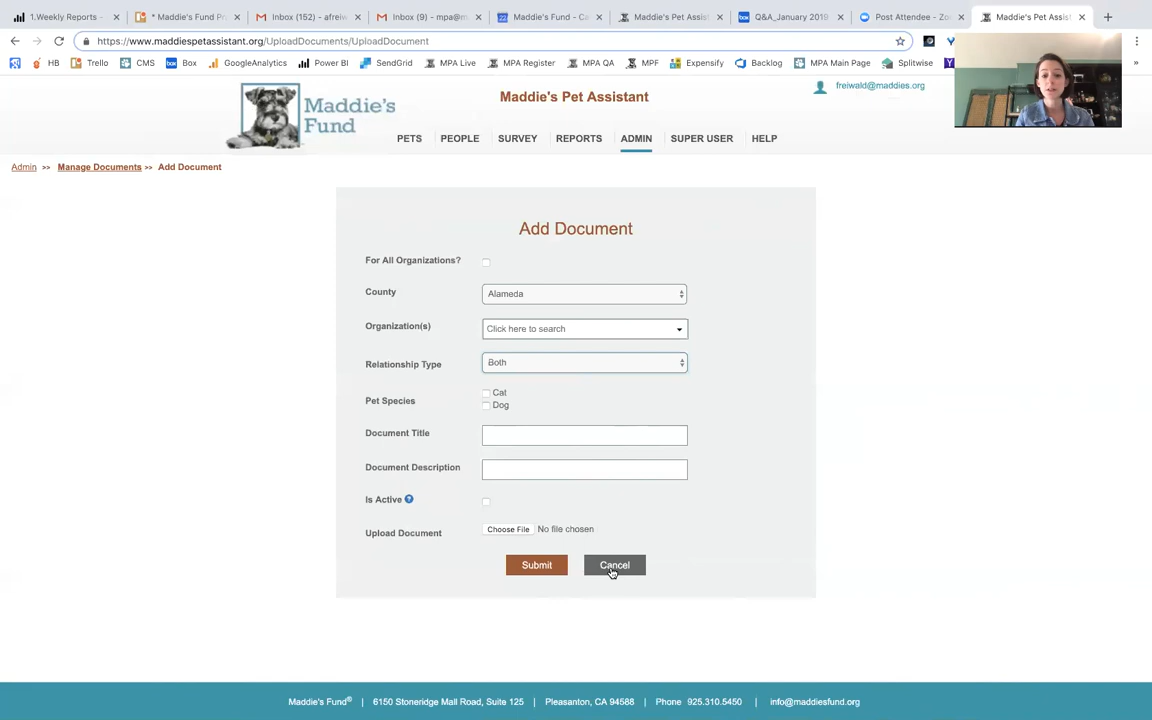 1.Weekly Reports -
* Maddie's Fund Pr
Inbox (152) - afreiw
Inbox (9) - mpa@m
Maddie's Fund - Ca
Maddie's Pet Assist
Q&A_January 2019
Post Attendee - Zo
Maddie's Pet Assist
https://www.maddiespetassistant.org/UploadDocuments/UploadDocument
HB
Trello
CMS
Box
GoogleAnalytics
Power BI
SendGrid
MPA Live
MPA Register
MPA QA
MPF
Expensify
Backlog
MPA Main Page
Splitwise
Maddie's
Fund
Maddie's Pet Assistant
freiwald@maddies.org
PETS PEOPLE SURVEY REPORTS ADMIN SUPER USER HELP
Admin >> Manage Documents >> Add Document
Add Document
For All Organizations?
County Alameda
Organization(s) Click here to search
Relationship Type Both
Pet Species
Cat
Dog
Document Title
Document Description
Is Active ?
Upload Document Choose File No file chosen
Submit Cancel
Maddie's Fund® | 6150 Stoneridge Mall Road, Suite 125 | Pleasanton, CA 94588 | Phone 925.310.5450 | info@maddiesfund.org